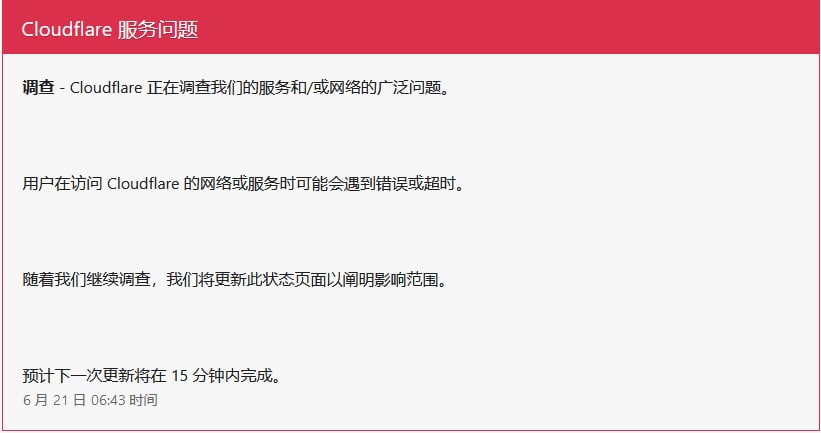 Cloudflare 服务问题
调查 - Cloudflare 正在调查我们的服务和/或网络的广泛问题。
用户在访问 Cloudflare 的网络或服务时可能会遇到错误或超时。
随着我们继续调查，我们将更新此状态页面以阐明影响范围。
预计下一次更新将在 15 分钟内完成。
6 月 21 日 06:43 时间